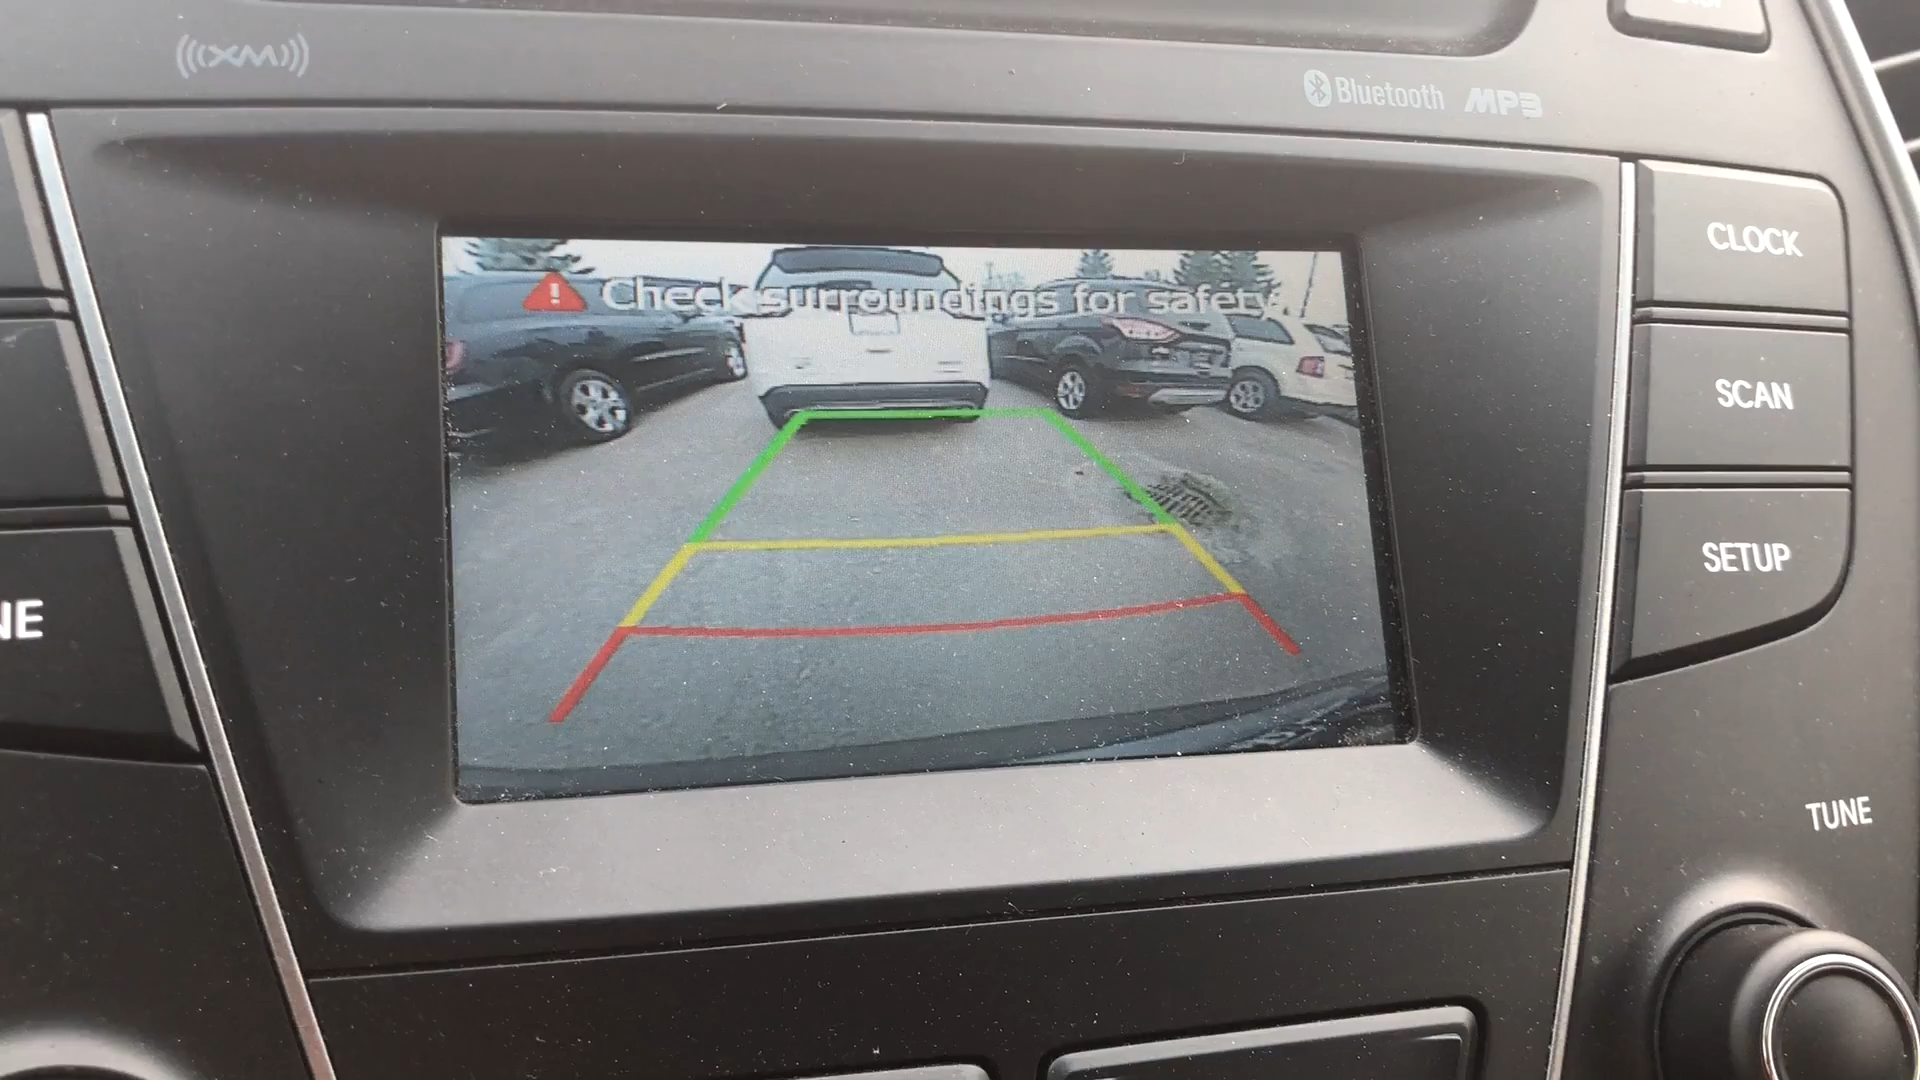 XM
Bluetooth MP3
CLOCK
Check surroundings for safety.
SCAN
SETUP
NE
TUNE